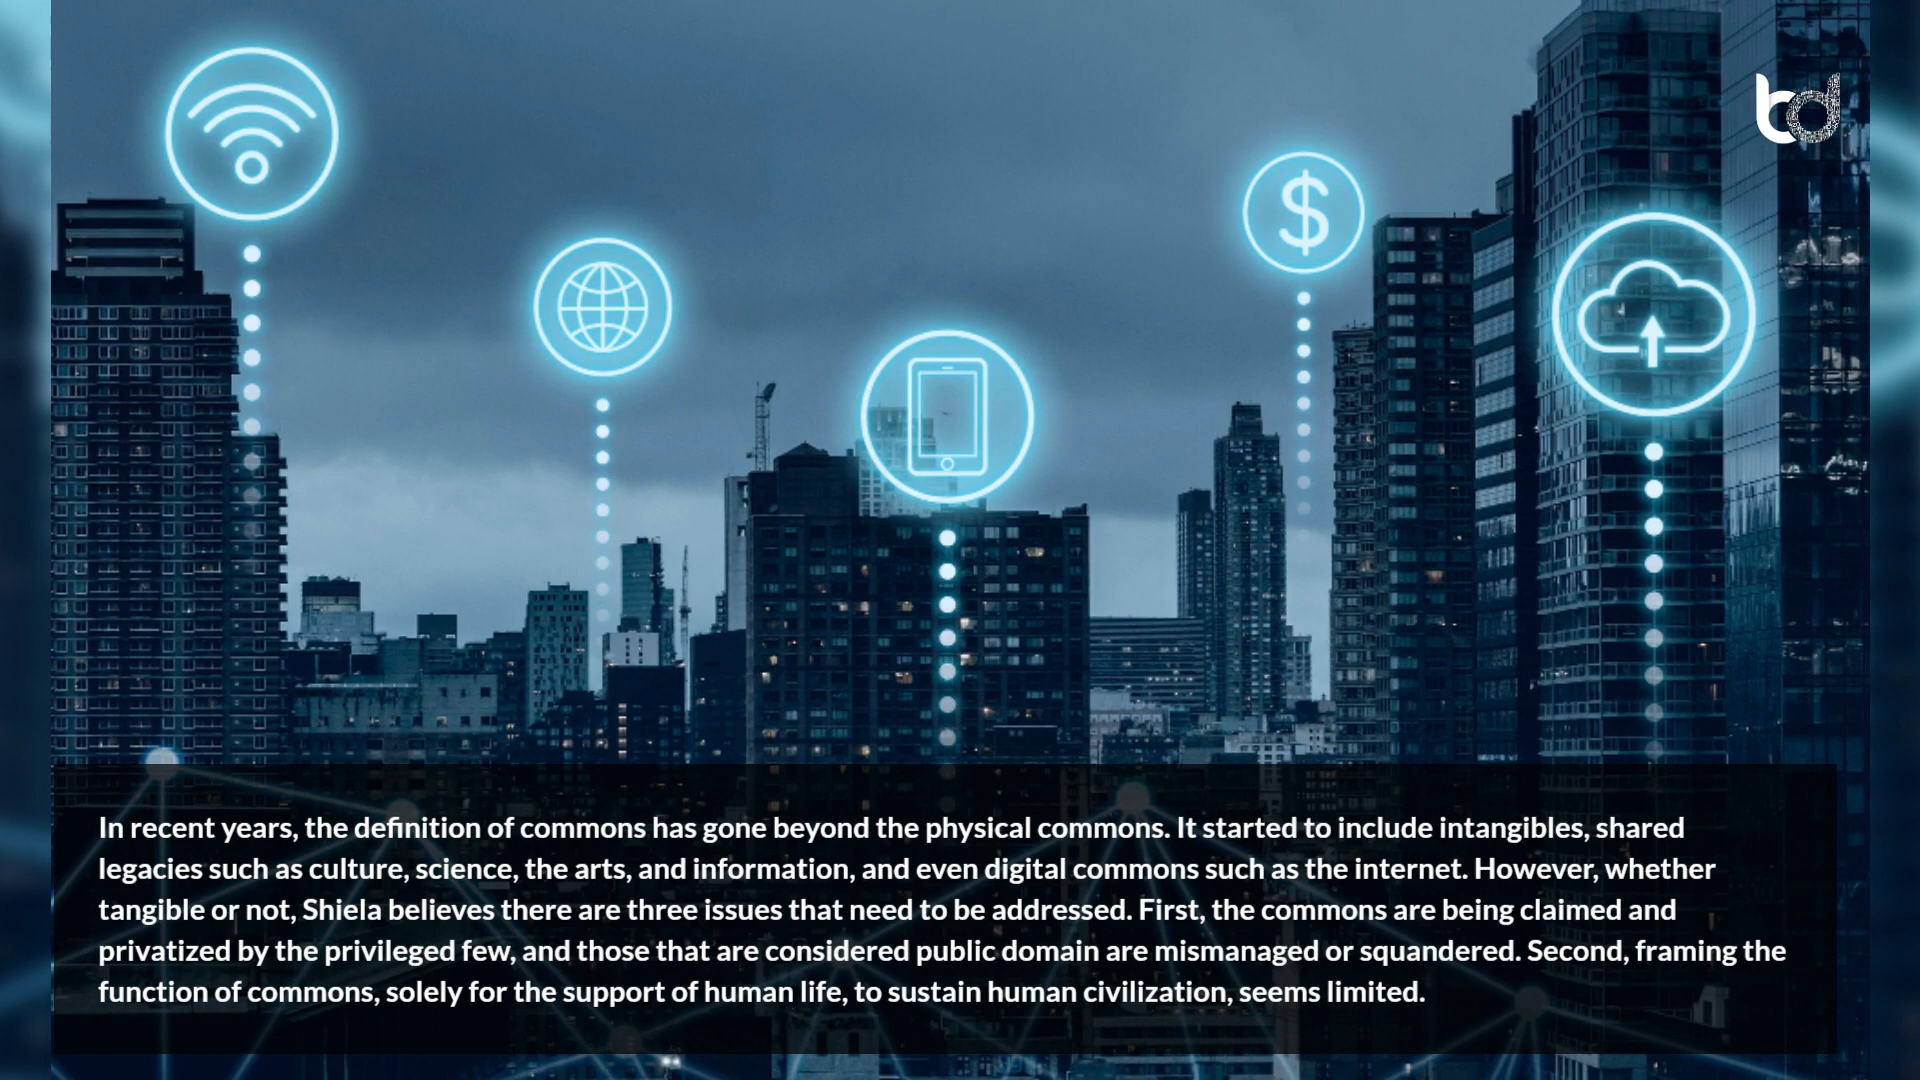 bd
$
In recent years, the definition of commons has gone beyond the physical commons. It started to include intangibles, shared
legacies such as culture, science, the arts, and information, and even digital commons such as the internet. However, whether
tangible or not, Shiela believes there are three issues that need to be addressed. First, the commons are being claimed and
privatized by the privileged few, and those that are considered public domain are mismanaged or squandered. Second, framing the
function of commons, solely for the support of human life, to sustain human civilization, seems limited.